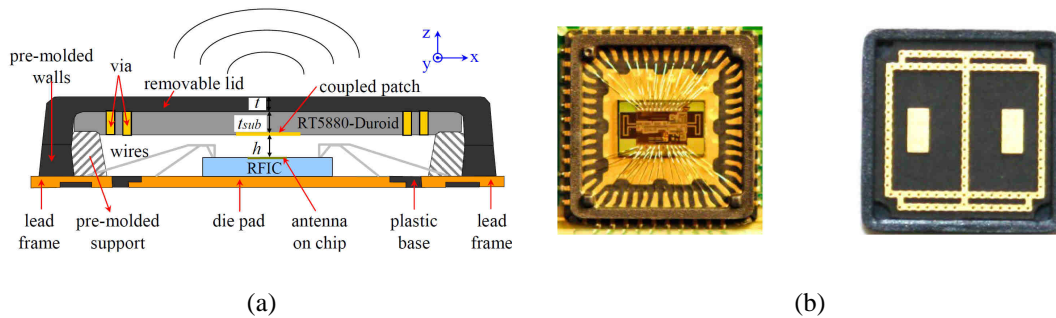 z
y
x
pre-molded
walls
via
removable lid
coupled patch
t
tsub
RT5880-Duroid
wires
h
RFIC
lead
frame
pre-molded
support
die pad
antenna
on chip
plastic
base
lead
frame
(a)
(b)